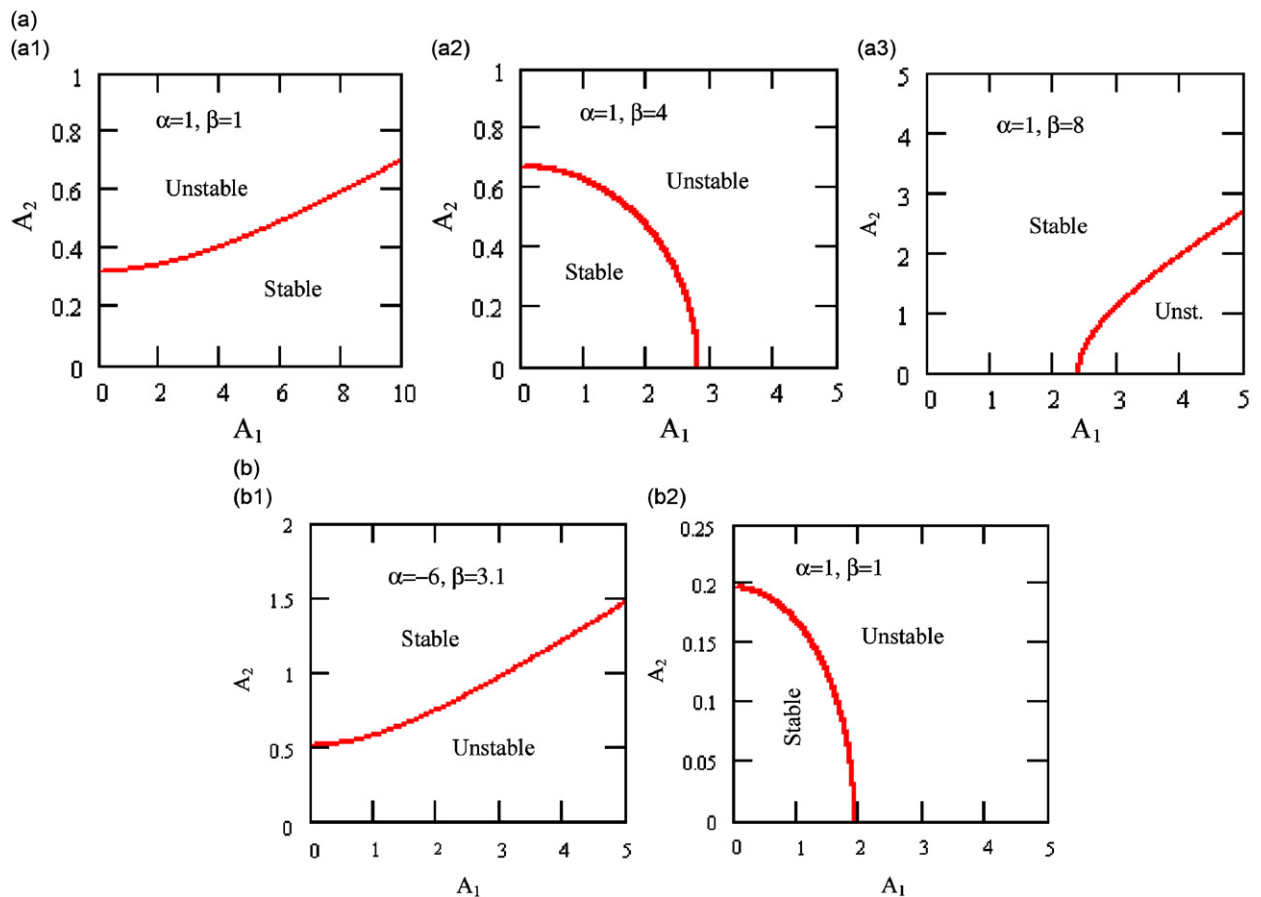 (a)
(a1)
(a2)
(a3)
1
0.8
0.6
0.4
0.2
0
A2
α=1, β=1
Unstable
Stable
0 2 4 6 8 10
A1
1
0.8
0.6
0.4
0.2
0
A2
α=1, β=4
Unstable
Stable
0 1 2 3 4 5
A1
5
4
3
2
1
0
A2
α=1, β=8
Stable
Unst.
0 1 2 3 4 5
A1
(b)
(b1)
(b2)
2
1.5
1
0.5
0
A2
α=−6, β=3.1
Stable
Unstable
0 1 2 3 4 5
A1
0.25
0.2
0.15
0.1
0.05
0
A2
α=1, β=1
Unstable
Stable
0 1 2 3 4 5
A1